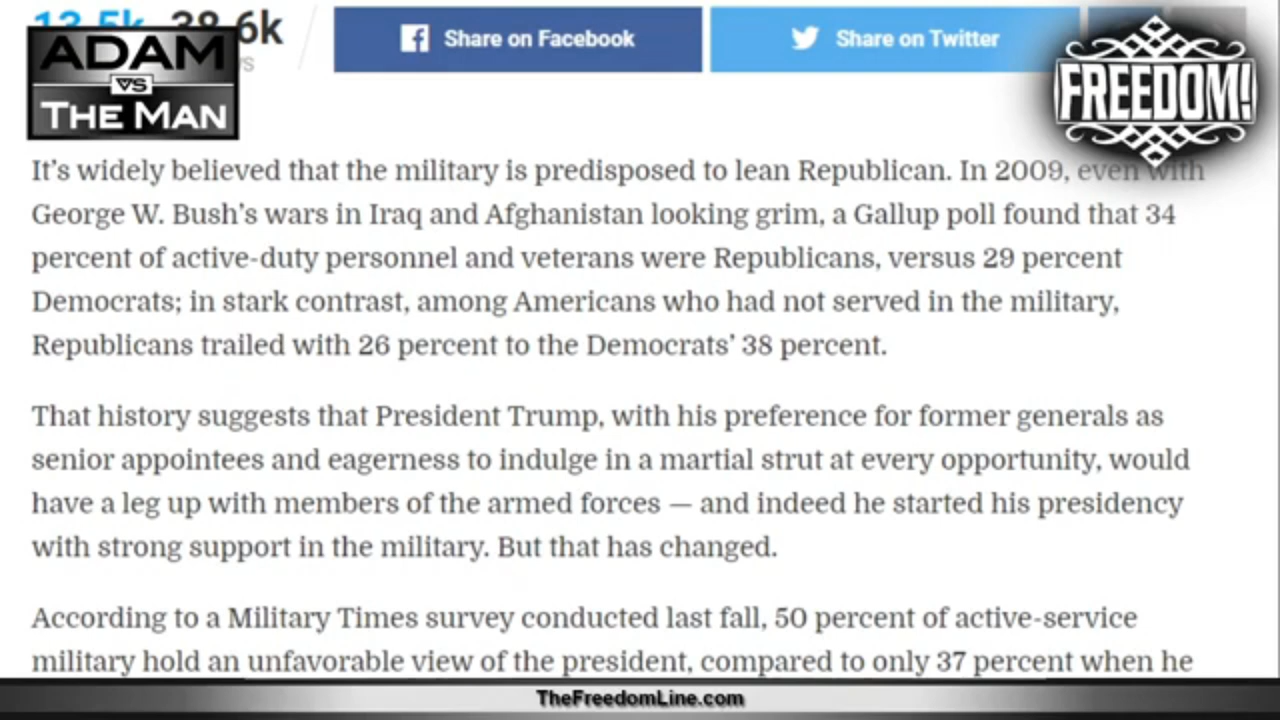 13.5k 38.6k
Share on Facebook
Share on Twitter
ADAM
VS
THE MAN
FREEDOM!
It’s widely believed that the military is predisposed to lean Republican. In 2009, even with
George W. Bush’s wars in Iraq and Afghanistan looking grim, a Gallup poll found that 34
percent of active-duty personnel and veterans were Republicans, versus 29 percent
Democrats; in stark contrast, among Americans who had not served in the military,
Republicans trailed with 26 percent to the Democrats’ 38 percent.
That history suggests that President Trump, with his preference for former generals as
senior appointees and eagerness to indulge in a martial strut at every opportunity, would
have a leg up with members of the armed forces — and indeed he started his presidency
with strong support in the military. But that has changed.
According to a Military Times survey conducted last fall, 50 percent of active-service
military hold an unfavorable view of the president, compared to only 37 percent when he
TheFreedomLine.com